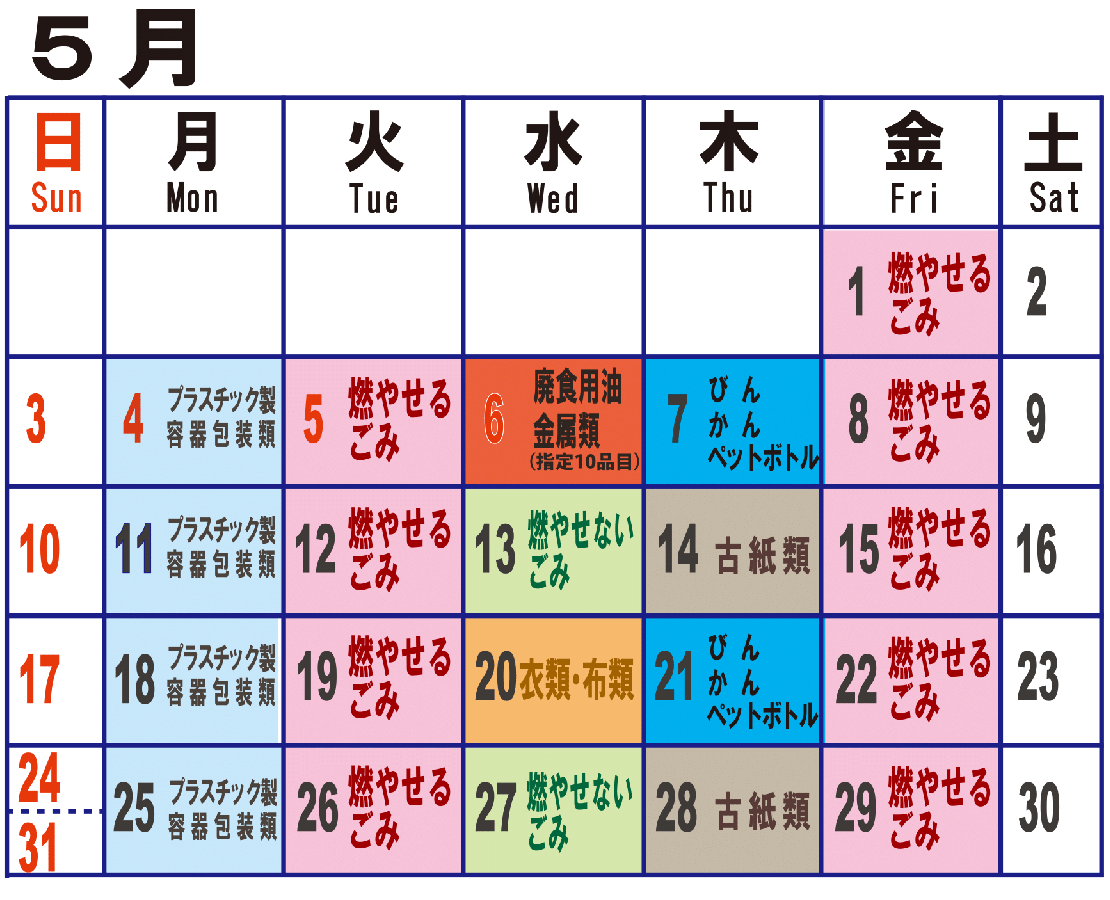 ５月
日 月 火 水 木 金 土
Sun Mon Tue Wed Thu Fri Sat
1 燃やせる
ごみ
2
3
4 プラスチック製
容器包装類
5 燃やせる
ごみ
6 廃食用油
金属類
(指定10品目)
7 びん
かん
ペットボトル
8 燃やせる
ごみ
9
10
11 プラスチック製
容器包装類
12 燃やせる
ごみ
13 燃やせない
ごみ
14 古紙類
15 燃やせる
ごみ
16
17
18 プラスチック製
容器包装類
19 燃やせる
ごみ
20 衣類・布類
21 びん
かん
ペットボトル
22 燃やせる
ごみ
23
24
31
25 プラスチック製
容器包装類
26 燃やせる
ごみ
27 燃やせない
ごみ
28 古紙類
29 燃やせる
ごみ
30